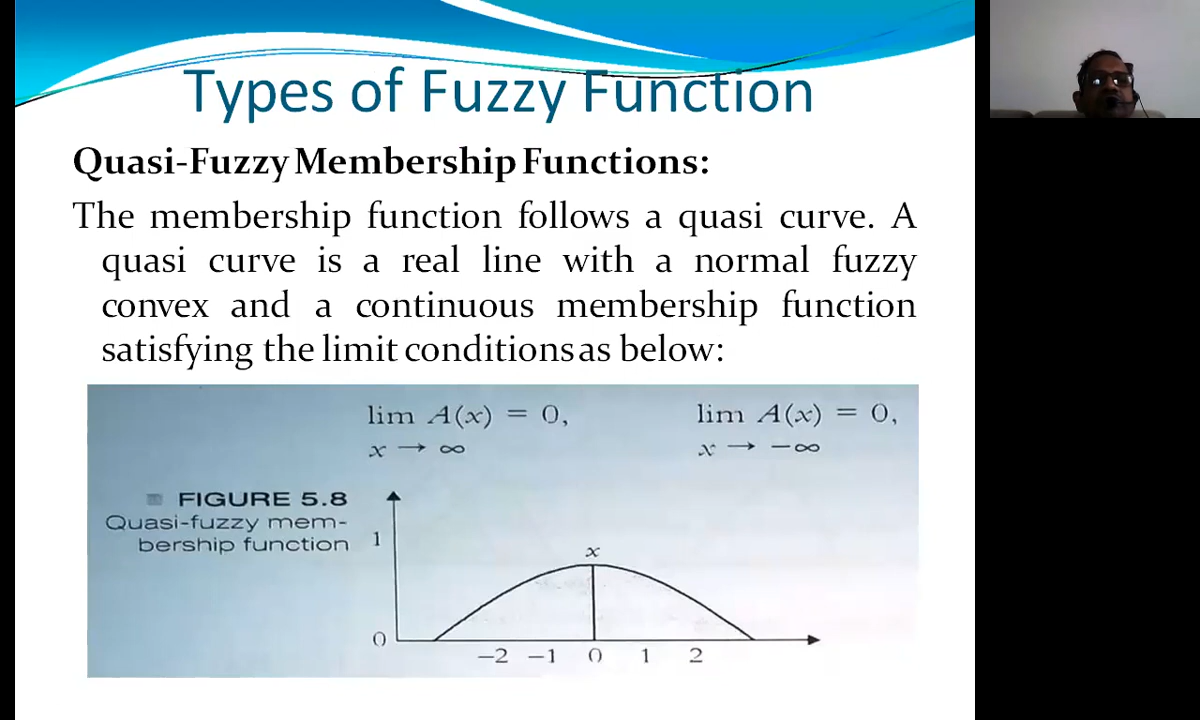 Types of Fuzzy Function
Quasi-Fuzzy Membership Functions:
The membership function follows a quasi curve. A
quasi curve is a real line with a normal fuzzy
convex and a continuous membership function
satisfying the limit conditions as below:
lim A(x) = 0,
x → ∞
lim A(x) = 0,
x → −∞
FIGURE 5.8
Quasi-fuzzy mem-
bership function
1
x
0
−2 −1 0 1 2